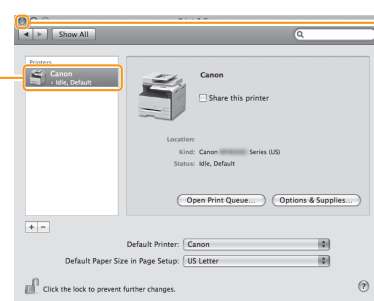 Show All
Printers
Canon
• Idle, Default
Canon
Share this printer
Location:
Kind: Canon Series (US)
Status: Idle, Default
Open Print Queue...
Options & Supplies...
+ −
Default Printer: Canon
Default Paper Size in Page Setup: US Letter
Click the lock to prevent further changes.
?